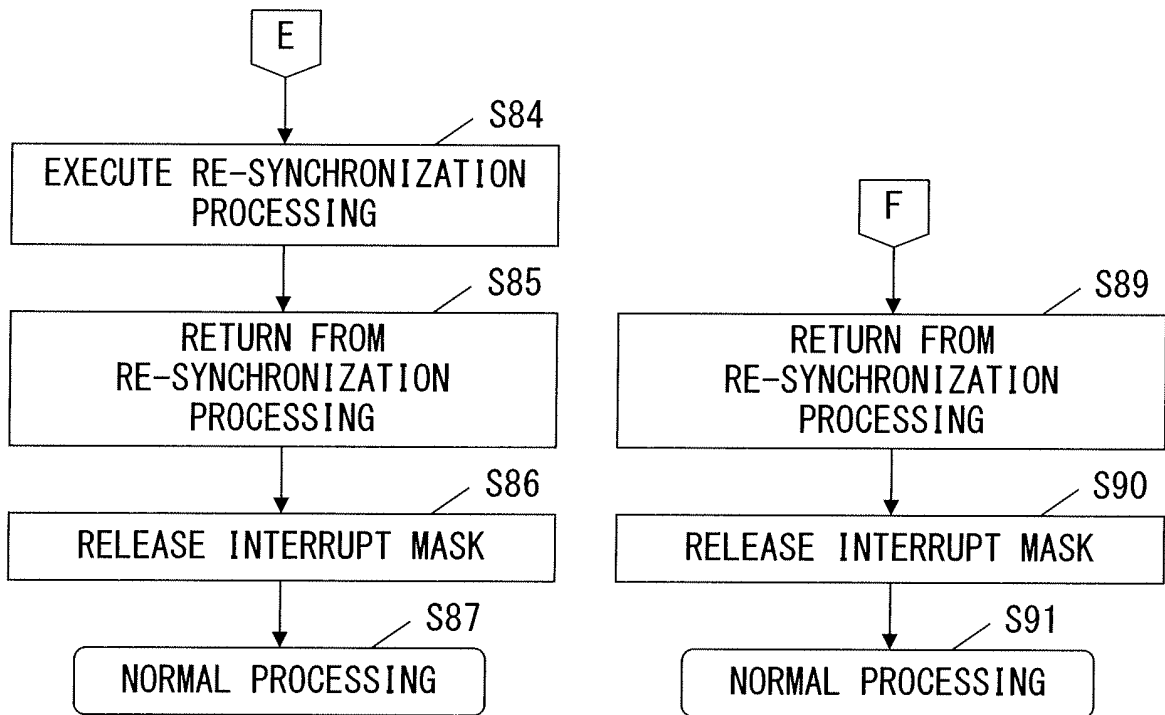 E
S84
EXECUTE RE-SYNCHRONIZATION
PROCESSING
S85
RETURN FROM
RE-SYNCHRONIZATION
PROCESSING
S86
RELEASE INTERRUPT MASK
S87
NORMAL PROCESSING
F
S89
RETURN FROM
RE-SYNCHRONIZATION
PROCESSING
S90
RELEASE INTERRUPT MASK
S91
NORMAL PROCESSING